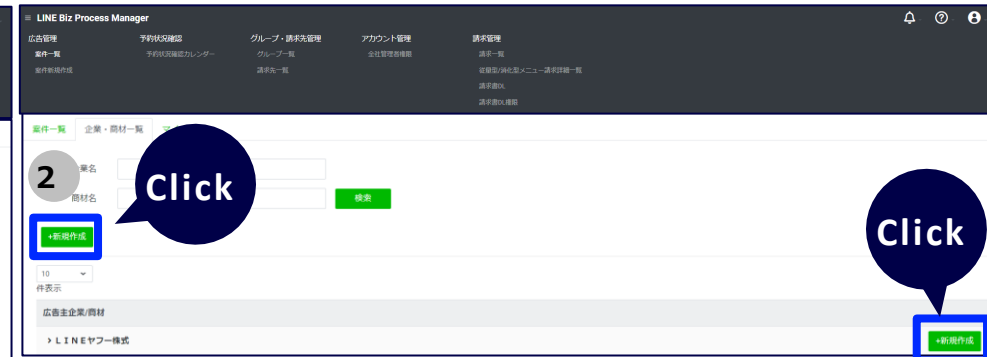 ≡ LINE Biz Process Manager
広告管理 予約状況確認 グループ・請求先管理 アカウント管理 請求管理
案件一覧 予約状況確認カレンダー グループ一覧 全社管理者権限 請求一覧
案件新規作成 請求先一覧 従量型/消化型メニュー請求詳細一覧
請求書DL
請求書DL権限
案件一覧 企業・商材一覧
2 業名
Click
商材名 検索
Click
+新規作成
10
件表示
広告主企業/商材
> LINEヤフー株式
+新規作成